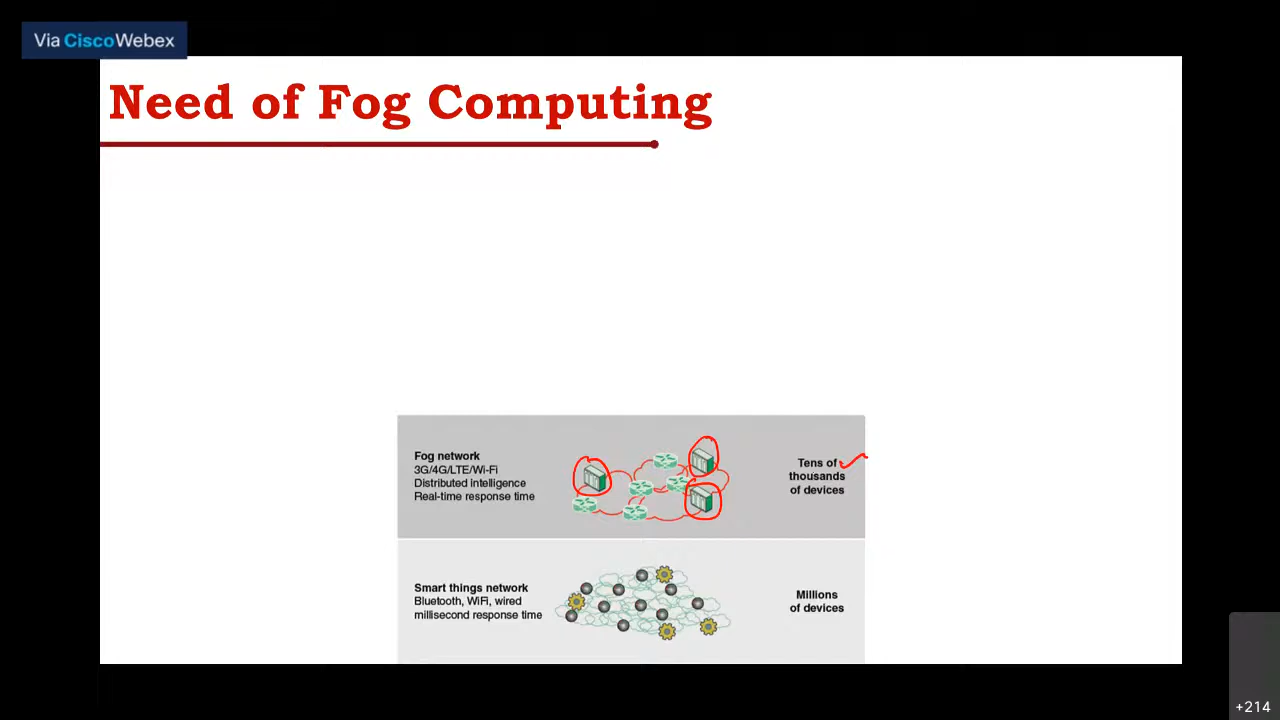 Via CiscoWebex
Need of Fog Computing
Fog network
3G/4G/LTE/Wi-Fi
Distributed intelligence
Real-time response time
Tens of
thousands
of devices
Smart things network
Bluetooth, WiFi, wired
millisecond response time
Millions
of devices
+214